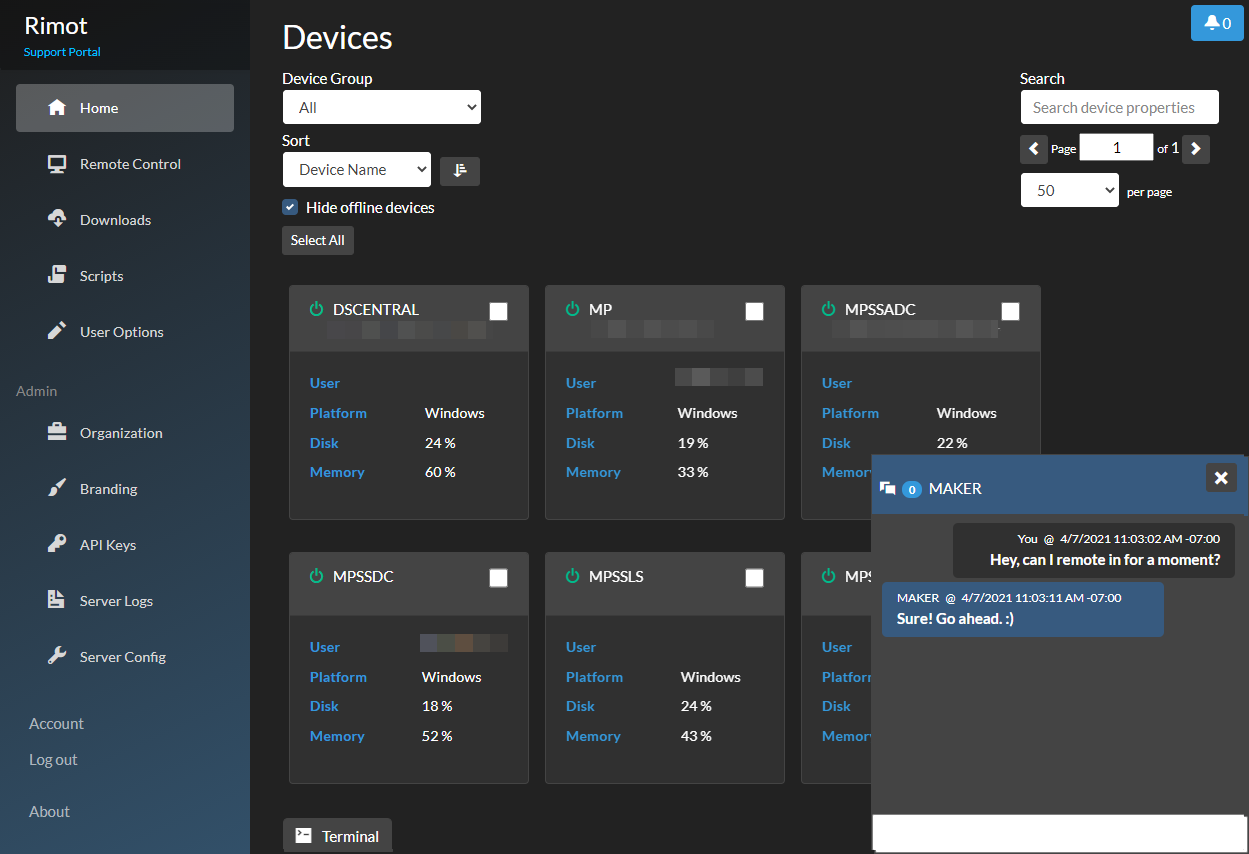 Rimot
Support Portal
Home
Remote Control
Downloads
Scripts
User Options
Admin
Organization
Branding
API Keys
Server Logs
Server Config
Account
Log out
About
0
Devices
Device Group
All
Sort
Device Name
Hide offline devices
Select All
Search
Search device properties
Page 1 of 1
50 per page
DSCENTRAL
User
Platform Windows
Disk 24 %
Memory 60 %
MP
User
Platform Windows
Disk 19 %
Memory 33 %
MPSSADC
User
Platform Windows
Disk 22 %
Memory
MPSSDC
User
Platform Windows
Disk 18 %
Memory 52 %
MPSSLS
User
Platform Windows
Disk 24 %
Memory 43 %
User
Disk
0 MAKER
You @ 4/7/2021 11:03:02 AM -07:00
Hey, can I remote in for a moment?
MAKER @ 4/7/2021 11:03:11 AM -07:00
Sure! Go ahead. :)
Terminal